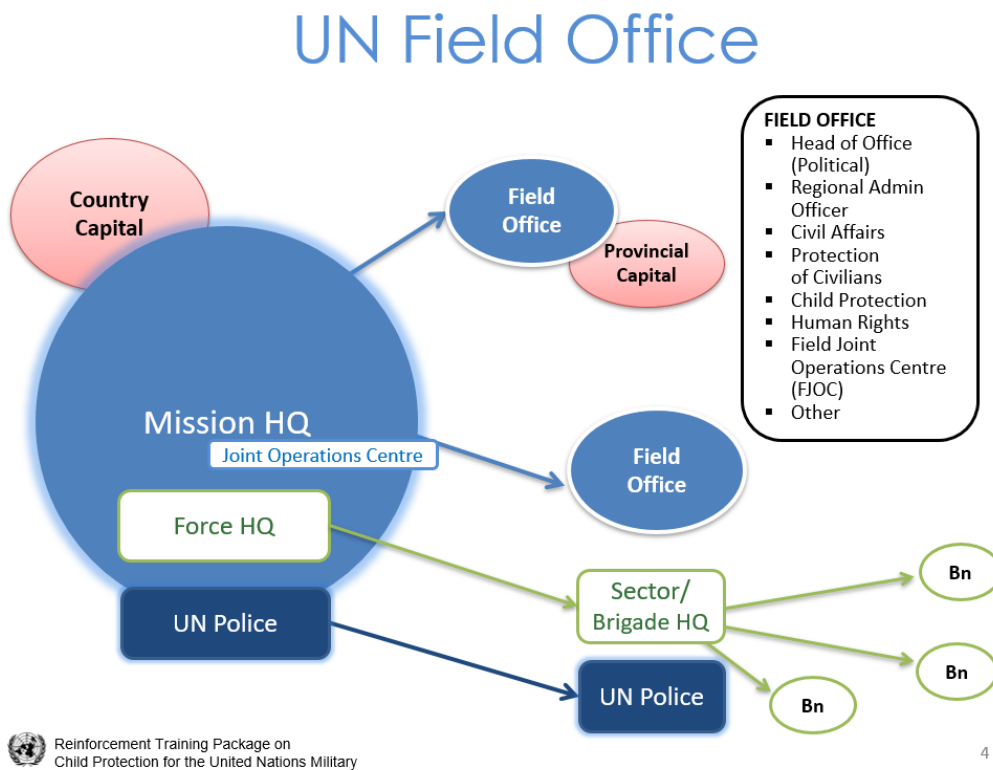 UN Field Office
Country
Capital
Field
Office
Provincial
Capital
FIELD OFFICE
▪ Head of Office
(Political)
▪ Regional Admin
Officer
▪ Civil Affairs
▪ Protection
of Civilians
▪ Child Protection
▪ Human Rights
▪ Field Joint
Operations Centre
(FJOC)
▪ Other
Mission HQ
Joint Operations Centre
Field
Office
Force HQ
Sector/
Brigade HQ
Bn
Bn
Bn
UN Police
UN Police
Reinforcement Training Package on
Child Protection for the United Nations Military
4